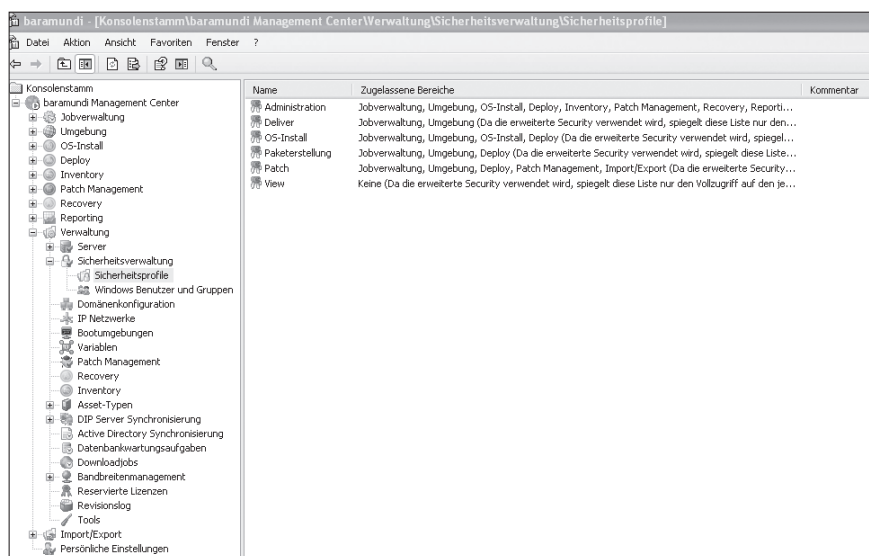 baramundi - [Konsolenstamm\baramundi Management Center\Verwaltung\Sicherheitsverwaltung\Sicherheitsprofile]
Datei Aktion Ansicht Favoriten Fenster ?
Konsolenstamm
baramundi Management Center
Jobverwaltung
Umgebung
OS-Install
Deploy
Inventory
Patch Management
Recovery
Reporting
Verwaltung
Server
Sicherheitsverwaltung
Sicherheitsprofile
Windows Benutzer und Gruppen
Domänenkonfiguration
IP Netzwerke
Bootumgebungen
Variablen
Patch Management
Recovery
Inventory
Asset-Typen
DIP Server Synchronisierung
Active Directory Synchronisierung
Datenbankwartungsaufgaben
Downloadjobs
Bandbreitenmanagement
Reservierte Lizenzen
Revisionslog
Tools
Import/Export
Persönliche Einstellungen
Name Zugelassene Bereiche Kommentar
Administration Jobverwaltung, Umgebung, OS-Install, Deploy, Inventory, Patch Management, Recovery, Reporti...
Deliver Jobverwaltung, Umgebung (Da die erweiterte Security verwendet wird, spiegelt diese Liste nur den...
OS-Install Jobverwaltung, Umgebung, OS-Install, Deploy (Da die erweiterte Security verwendet wird, spiegel...
Paketerstellung Jobverwaltung, Umgebung, Deploy (Da die erweiterte Security verwendet wird, spiegelt diese Liste...
Patch Jobverwaltung, Umgebung, Deploy, Patch Management, Import/Export (Da die erweiterte Security...
View Keine (Da die erweiterte Security verwendet wird, spiegelt diese Liste nur den Vollzugriff auf den je...